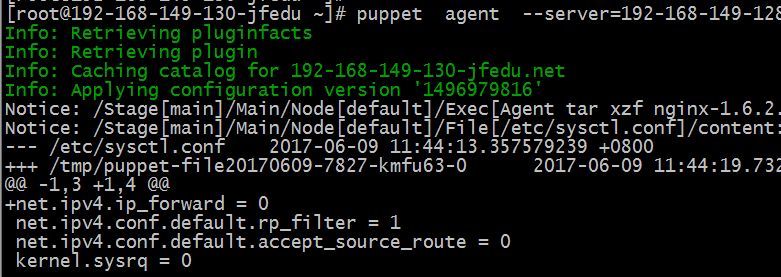 [root@192-168-149-130-jfedu ~]# puppet  agent  --server=192-168-149-128
Info: Retrieving pluginfacts
Info: Retrieving plugin
Info: Caching catalog for 192-168-149-130-jfedu.net
Info: Applying configuration version '1496979816'
Notice: /Stage[main]/Main/Node[default]/Exec[Agent tar xzf nginx-1.6.2.
Notice: /Stage[main]/Main/Node[default]/File[/etc/sysctl.conf]/content:
--- /etc/sysctl.conf    2017-06-09 11:44:13.357579239 +0800
+++ /tmp/puppet-file20170609-7827-kmfu63-0      2017-06-09 11:44:19.732
@@ -1,3 +1,4 @@
+net.ipv4.ip_forward = 0
 net.ipv4.conf.default.rp_filter = 1
 net.ipv4.conf.default.accept_source_route = 0
 kernel.sysrq = 0